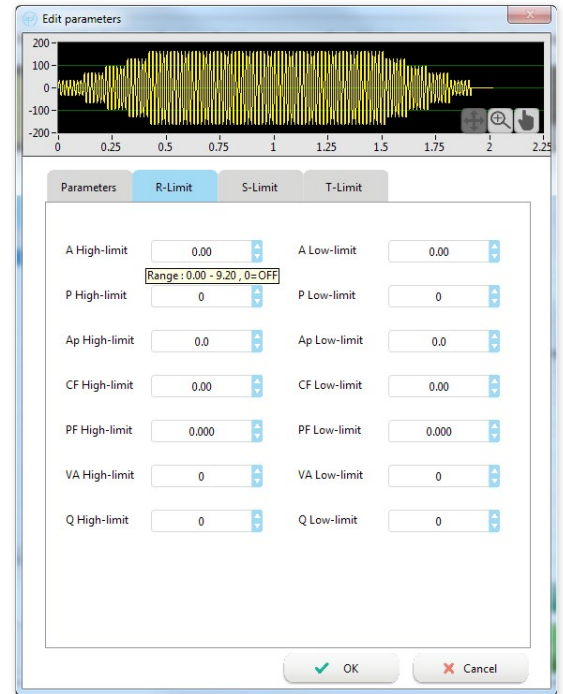 Edit parameters
200
100
0
-100
-200
0 0.25 0.5 0.75 1 1.25 1.5 1.75 2 2.25
Parameters R-Limit S-Limit T-Limit
A High-limit 0.00 A Low-limit 0.00
Range : 0.00 - 9.20 , 0=OFF
P High-limit 0 P Low-limit 0
Ap High-limit 0.0 Ap Low-limit 0.0
CF High-limit 0.00 CF Low-limit 0.00
PF High-limit 0.000 PF Low-limit 0.000
VA High-limit 0 VA Low-limit 0
Q High-limit 0 Q Low-limit 0
OK Cancel